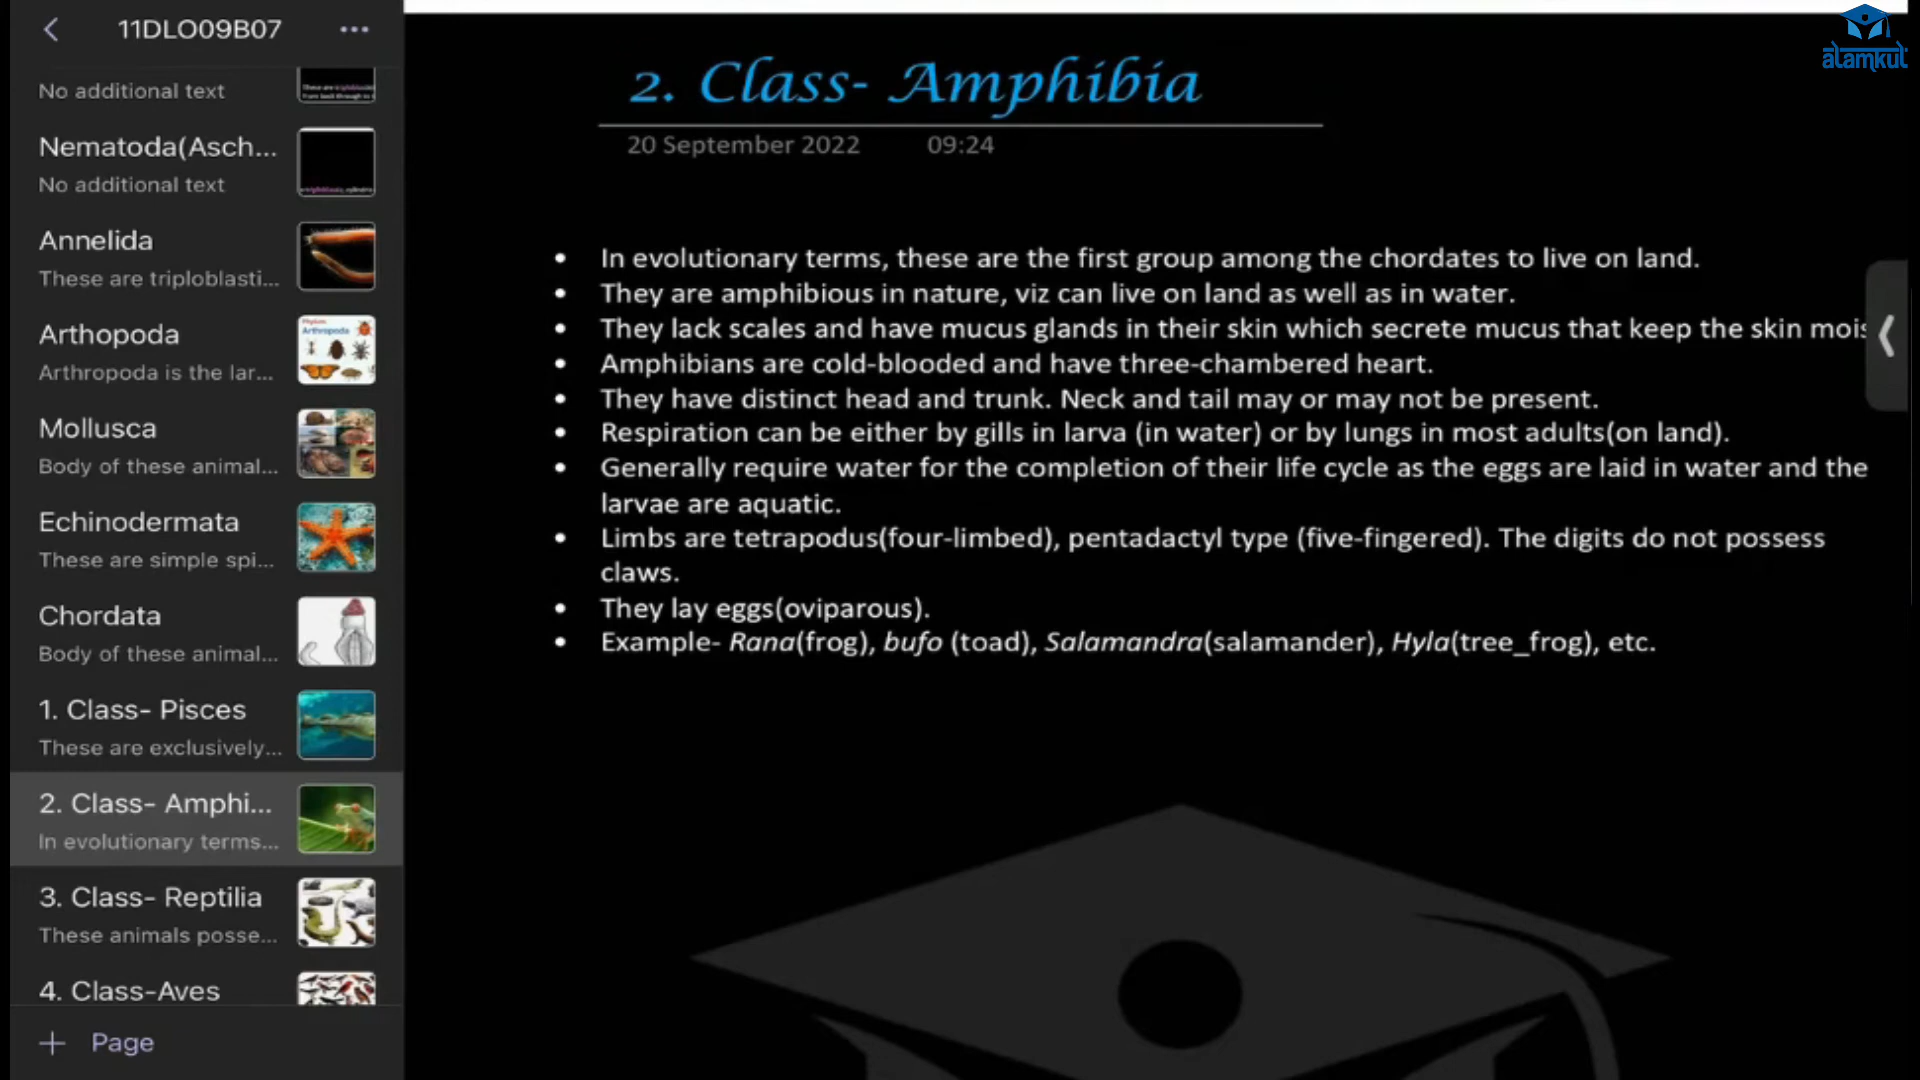 11DLO09B07
No additional text
Nematoda(Asch...
No additional text
Annelida
These are triploblasti...
Arthopoda
Arthropoda is the lar...
Mollusca
Body of these animal...
Echinodermata
These are simple spi...
Chordata
Body of these animal...
1. Class- Pisces
These are exclusively...
2. Class- Amphi...
In evolutionary terms...
3. Class- Reptilia
These animals posse...
4. Class-Aves
Page
2. Class- Amphibia
20 September 2022 09:24
• In evolutionary terms, these are the first group among the chordates to live on land.
• They are amphibious in nature, viz can live on land as well as in water.
• They lack scales and have mucus glands in their skin which secrete mucus that keep the skin mois
• Amphibians are cold-blooded and have three-chambered heart.
• They have distinct head and trunk. Neck and tail may or may not be present.
• Respiration can be either by gills in larva (in water) or by lungs in most adults(on land).
• Generally require water for the completion of their life cycle as the eggs are laid in water and the
larvae are aquatic.
• Limbs are tetrapodus(four-limbed), pentadactyl type (five-fingered). The digits do not possess
claws.
• They lay eggs(oviparous).
• Example- Rana(frog), bufo (toad), Salamandra(salamander), Hyla(tree_frog), etc.
alamkul